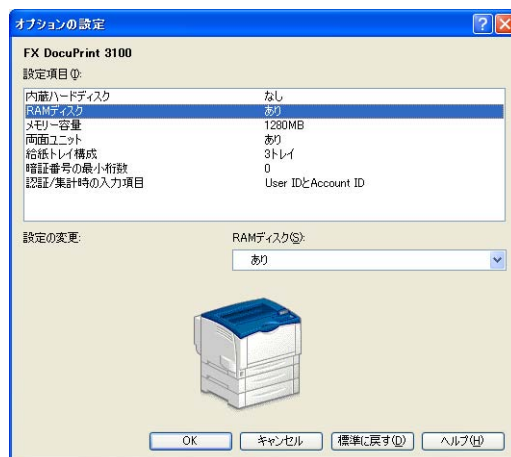 オプションの設定
FX DocuPrint 3100
設定項目(I):
内蔵ハードディスク なし
RAMディスク あり
メモリー容量 1280MB
両面ユニット あり
給紙トレイ構成 3トレイ
暗証番号の最小桁数 0
認証/集計時の入力項目 User IDとAccount ID
設定の変更: RAMディスク(S):
あり
OK キャンセル 標準に戻す(D) ヘルプ(H)